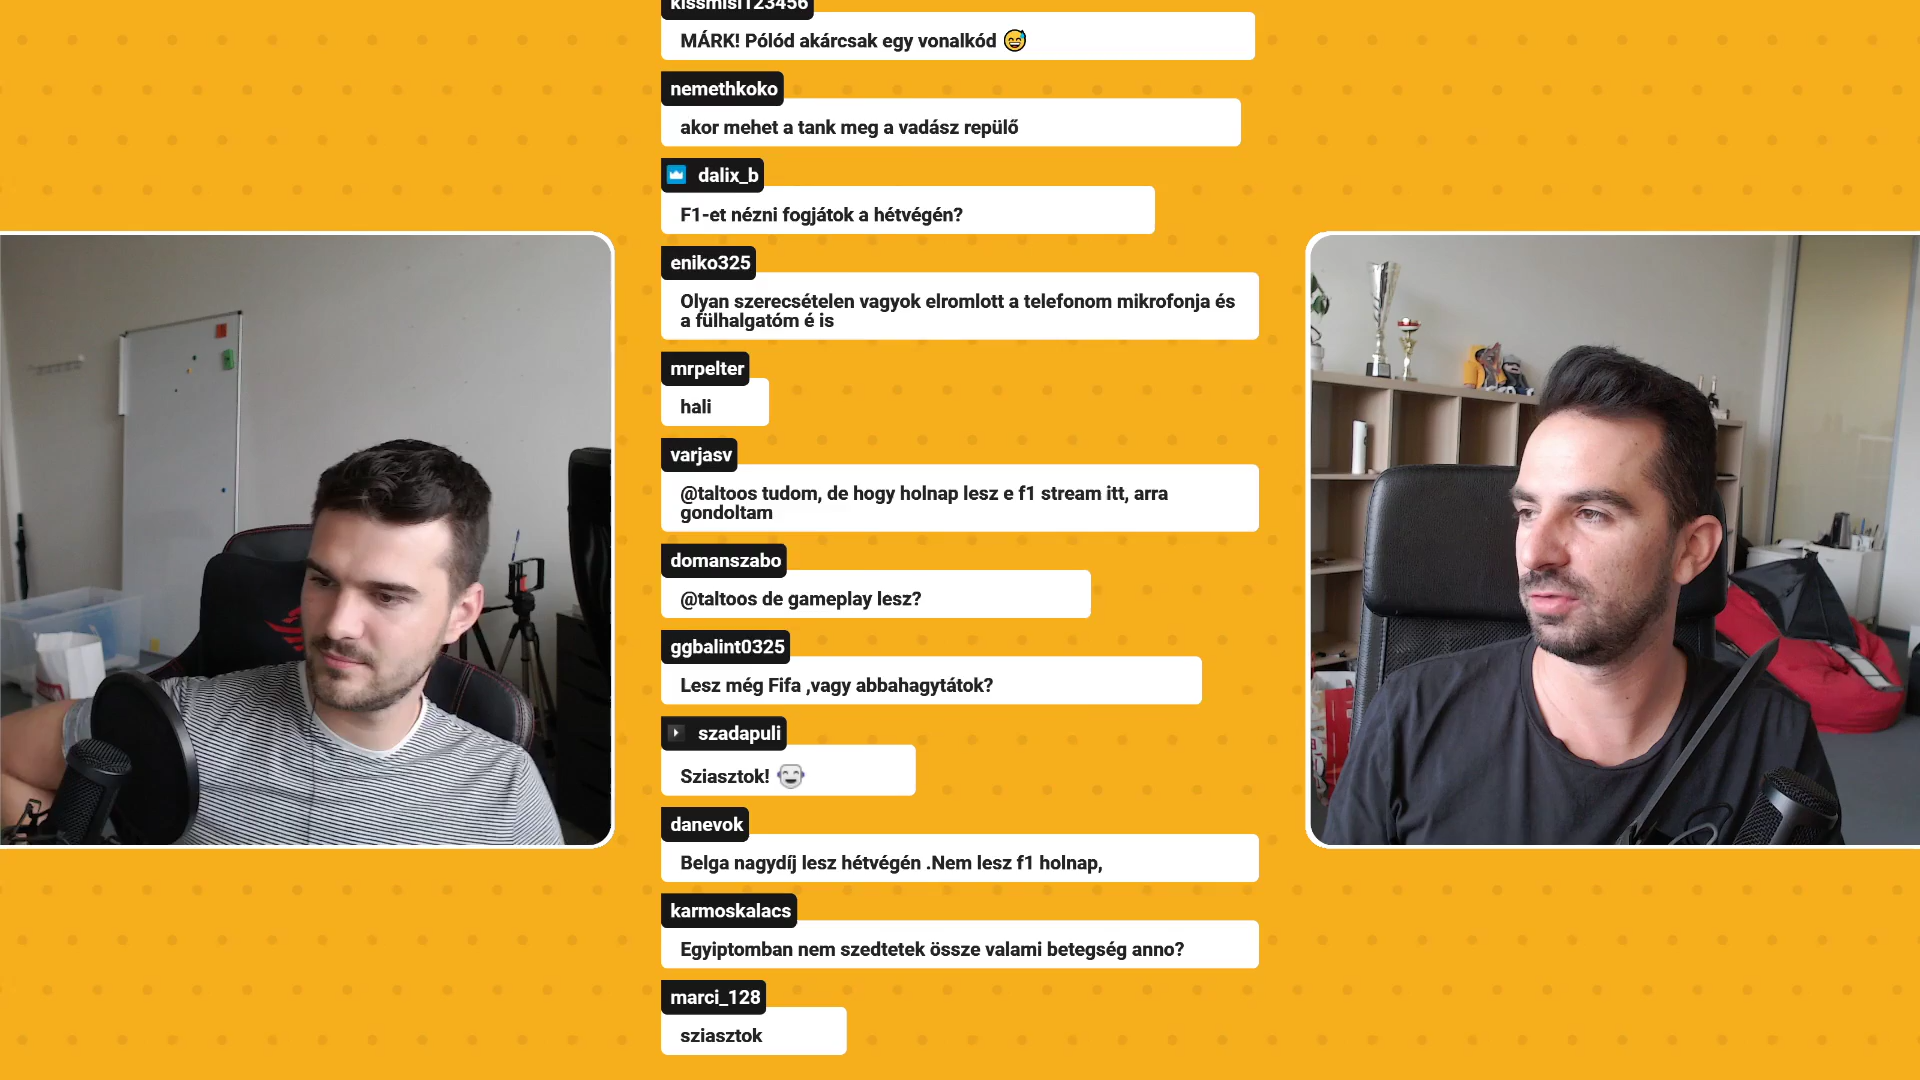 kissmisi123456
MÁRK! Pólód akárcsak egy vonalkód 😅
nemethkoko
akor mehet a tank meg a vadász repülő
dalix_b
F1-et nézni fogjátok a hétvégén?
eniko325
Olyan szerecsételen vagyok elromlott a telefonom mikrofonja és
a fülhalgatóm é is
mrpelter
hali
varjasv
@taltoos tudom, de hogy holnap lesz e f1 stream itt, arra
gondoltam
domanszabo
@taltoos de gameplay lesz?
ggbalint0325
Lesz még Fifa ,vagy abbahagytátok?
szadapuli
Sziasztok!
danevok
Belga nagydíj lesz hétvégén .Nem lesz f1 holnap,
karmoskalacs
Egyiptomban nem szedtetek össze valami betegség anno?
marci_128
sziasztok